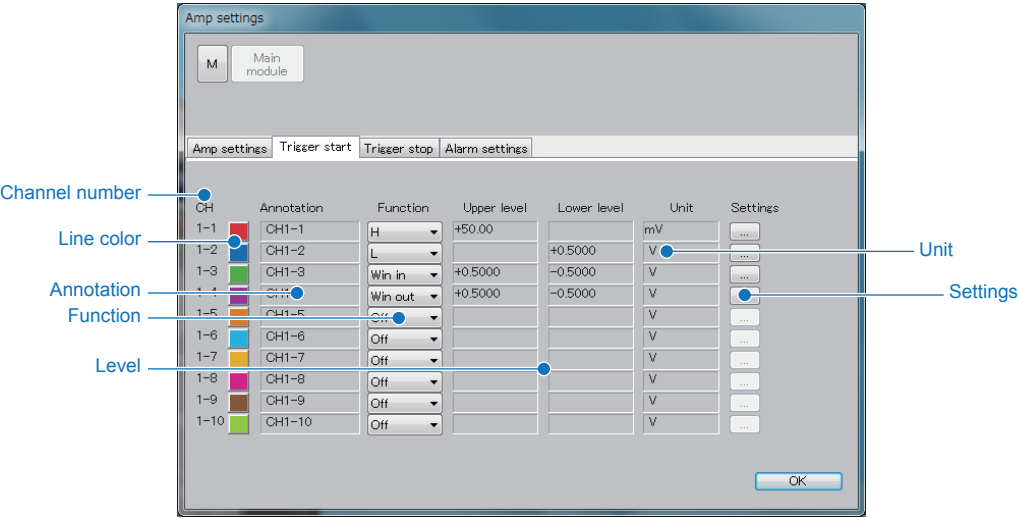 Amp settings
M
Main
module
Amp settings Trigger start Trigger stop Alarm settings
Channel number
CH Annotation Function Upper level Lower level Unit Settings
1-1 CH1-1 H +50.00 mV ...
Line color
1-2 CH1-2 L +0.5000 V ...
Unit
1-3 CH1-3 Win in +0.5000 -0.5000 V ...
Annotation
1-4 CH1 Win out +0.5000 -0.5000 V
Settings
Function
1-5 CH1-5 Off V ...
1-6 CH1-6 Off V ...
1-7 CH1-7 Off V ...
Level
1-8 CH1-8 Off V ...
1-9 CH1-9 Off V ...
1-10 CH1-10 Off V ...
OK